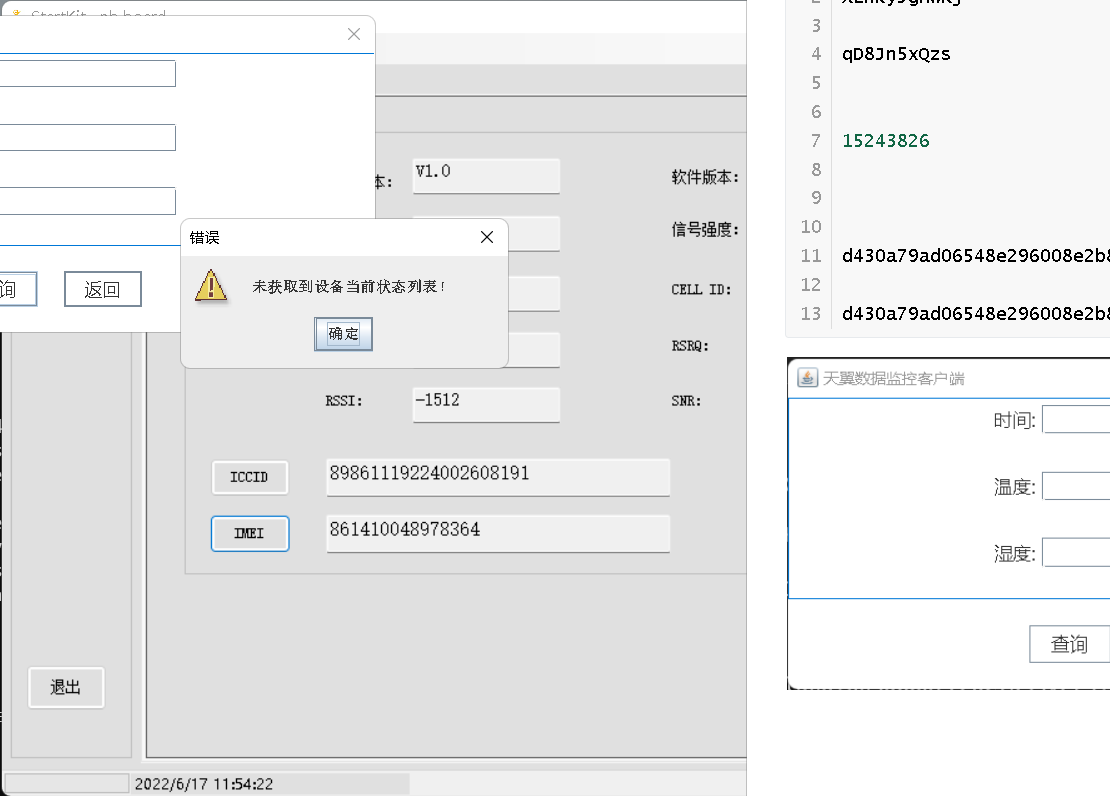 StartKit - nb board
本:
V1.0
软件版本:
信号强度:
错误
未获取到设备当前状态列表!
确定
询
返回
CELL ID:
RSRQ:
RSSI:
-1512
SNR:
ICCID
89861119224002608191
IMEI
861410048978364
退出
2022/6/17 11:54:22
2
3
4 qD8Jn5xQzs
5
6
7 15243826
8
9
10
11 d430a79ad06548e296008e2b8
12
13 d430a79ad06548e296008e2b8
天翼数据监控客户端
时间:
温度:
湿度:
查询